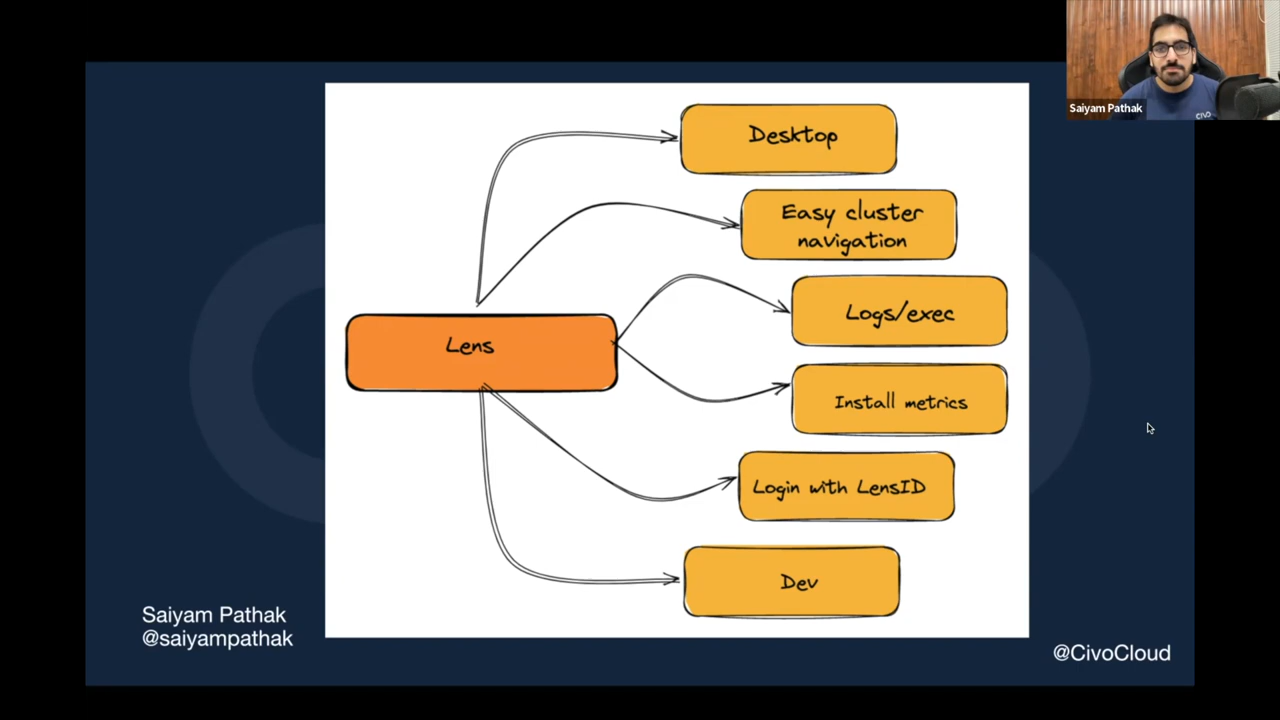 Saiyam Pathak
Desktop
Easy cluster
navigation
Logs/exec
Lens
Install metrics
Login with LensID
Dev
Saiyam Pathak
@saiyampathak
@CivoCloud
CIVO